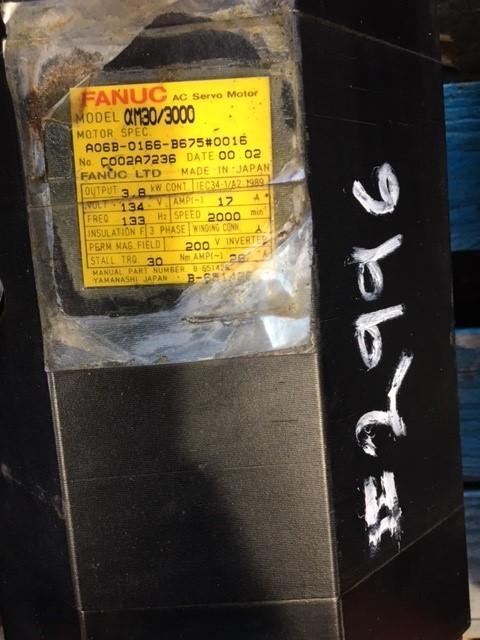 FANUC AC Servo Motor
MODEL αM30/3000
MOTOR SPEC.
A06B-0166-B675#0016
No. C002A7236 DATE 00.02
FANUC LTD MADE IN JAPAN
OUTPUT 3.8 kW CONT IEC34-1/A2.1989
VOLT 134 V AMP(~) 17 A
FREQ 133 Hz SPEED 2000 min⁻¹
INSULATION F 3 PHASE WINDING CONN. 人
PERM MAG. FIELD 200 V INVERTER
STALL TRQ 30 Nm AMP(~)
MANUAL PART NUMBER
YAMANASHI JAPAN
#2996